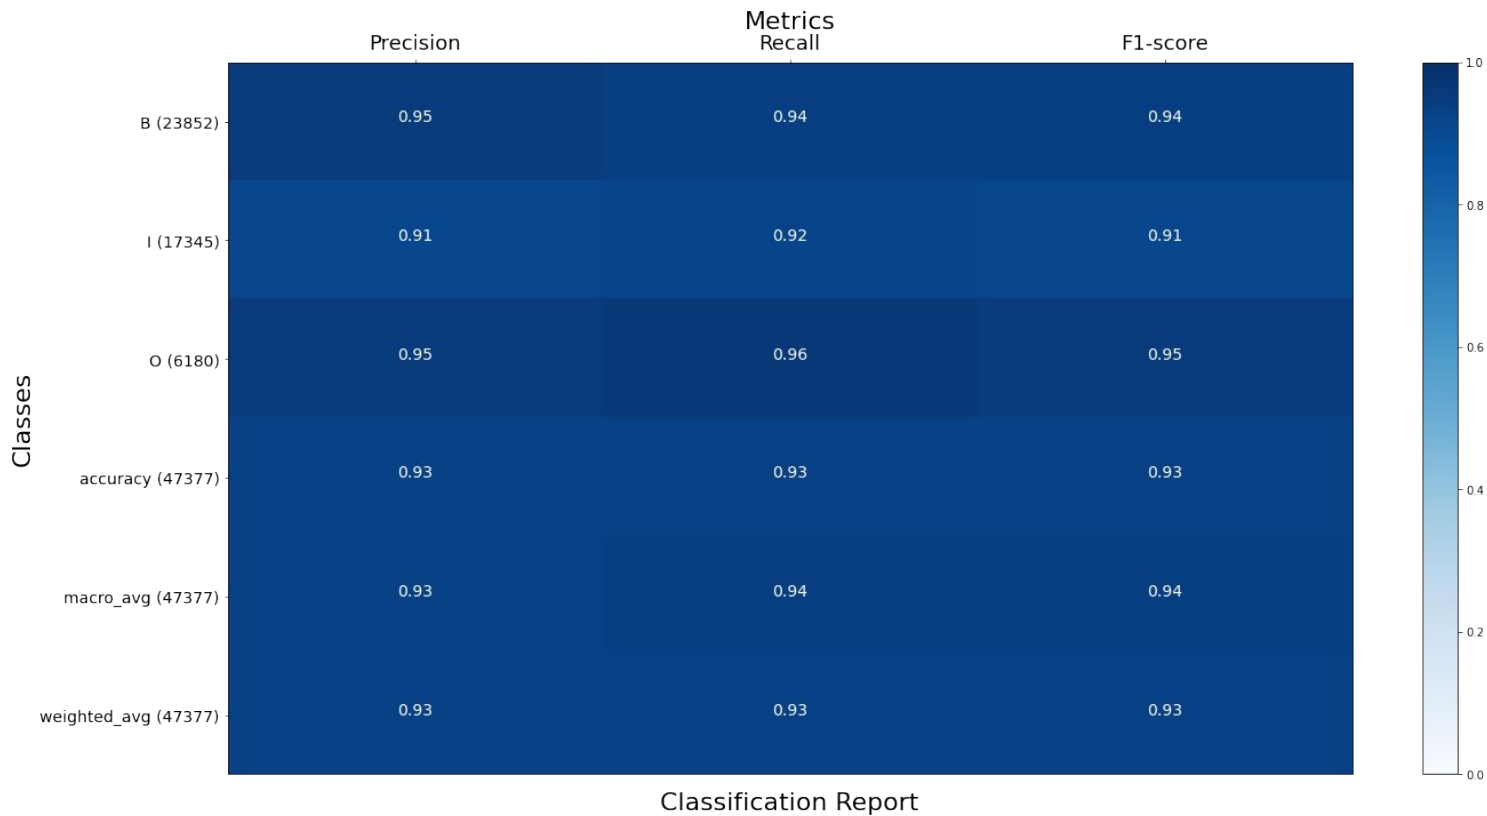 Metrics
Precision Recall F1-score
B (23852) 0.95 0.94 0.94
I (17345) 0.91 0.92 0.91
O (6180) 0.95 0.96 0.95
accuracy (47377) 0.93 0.93 0.93
macro_avg (47377) 0.93 0.94 0.94
weighted_avg (47377) 0.93 0.93 0.93
Classes
Classification Report
1.0
0.8
0.6
0.4
0.2
0.0